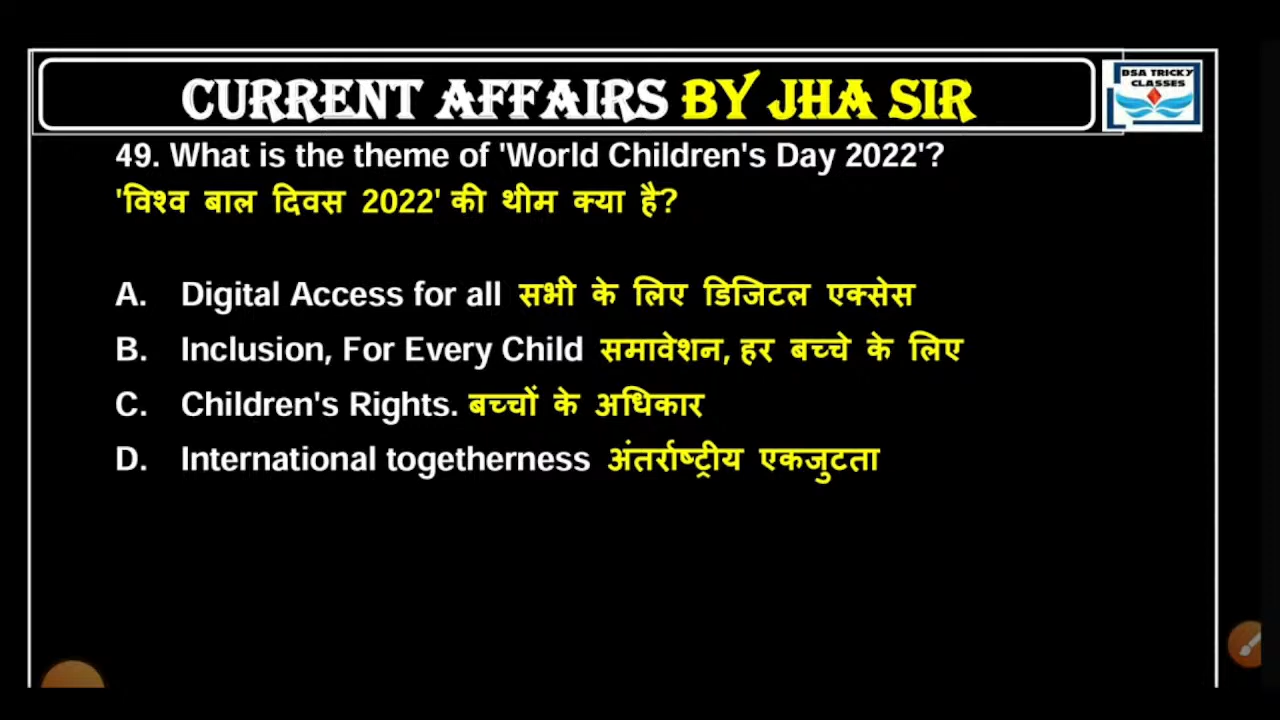 CURRENT AFFAIRS BY JHA SIR
DSA TRICKY
CLASSES
49. What is the theme of 'World Children's Day 2022'?
'विश्व बाल दिवस 2022' की थीम क्या है?
A. Digital Access for all सभी के लिए डिजिटल एक्सेस
B. Inclusion, For Every Child समावेशन, हर बच्चे के लिए
C. Children's Rights. बच्चों के अधिकार
D. International togetherness अंतर्राष्ट्रीय एकजुटता